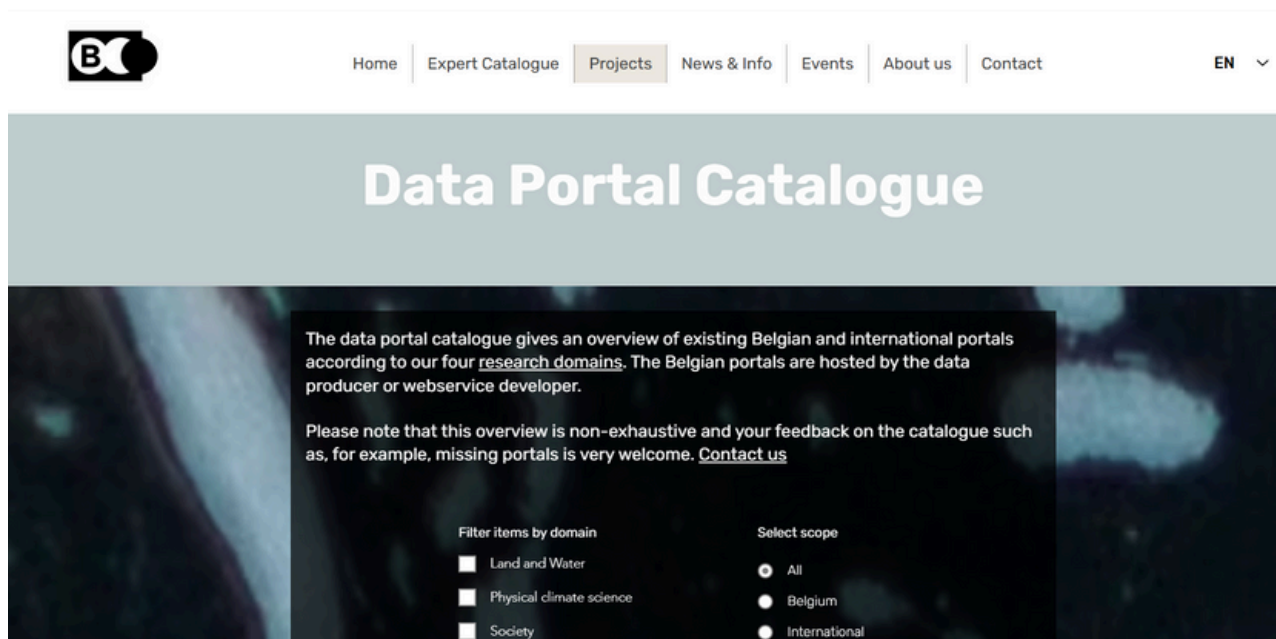 B
Home Expert Catalogue Projects News & Info Events About us Contact EN
Data Portal Catalogue
The data portal catalogue gives an overview of existing Belgian and international portals
according to our four research domains. The Belgian portals are hosted by the data
producer or webservice developer.
Please note that this overview is non-exhaustive and your feedback on the catalogue such
as, for example, missing portals is very welcome. Contact us
Filter items by domain Select scope
Land and Water All
Physical climate science Belgium
Society International